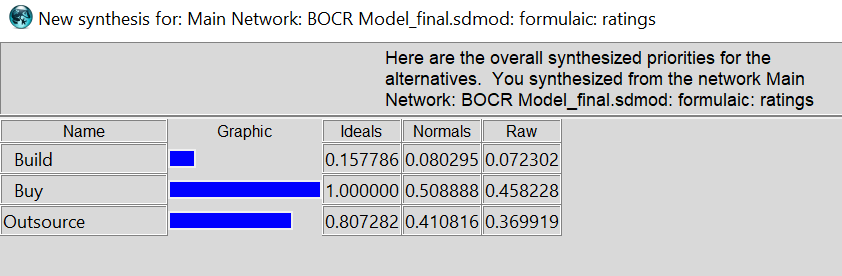 New synthesis for: Main Network: BOCR Model_final.sdmod: formulaic: ratings
Here are the overall synthesized priorities for the
alternatives.  You synthesized from the network Main
Network: BOCR Model_final.sdmod: formulaic: ratings
Name Graphic Ideals Normals Raw
Build 0.157786 0.080295 0.072302
Buy 1.000000 0.508888 0.458228
Outsource 0.807282 0.410816 0.369919